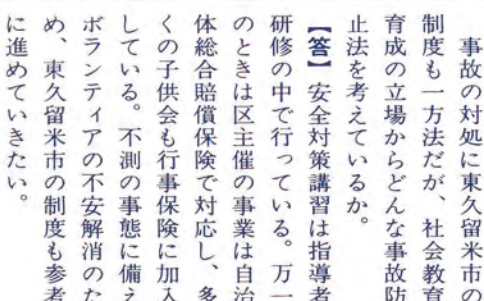 事故の対処に東久留米市の
制度も一方法だが、社会教育
育成の立場からどんな事故防
止法を考えているか。
【答】安全対策講習は指導者
研修の中で行っている。万一
のときは区主催の事業は自治
体総合賠償保険で対応し、多
くの子供会も行事保険に加入
している。不測の事態に備え
ボランティアの不安解消のた
め、東久留米市の制度も参考
に進めていきたい。